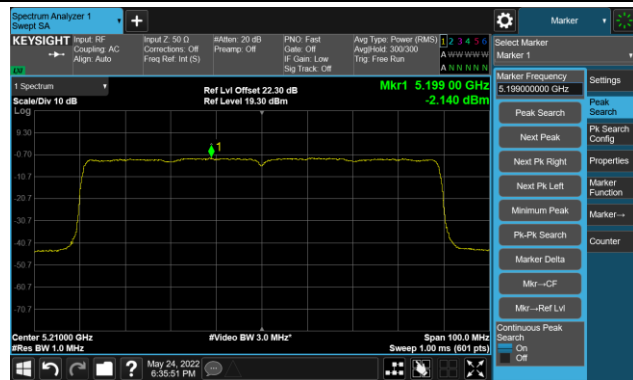 Spectrum Analyzer 1
Swept SA
Marker
KEYSIGHT
Input: RF
Coupling: AC
Align: Auto
Input Z: 50 Ω
Corrections: Off
Freq Ref: Int (S)
#Atten: 20 dB
Preamp: Off
PNO: Fast
Gate: Off
IF Gain: Low
Sig Track: Off
Avg Type: Power (RMS)
Avg|Hold: 300/300
Trig: Free Run
1 2 3 4 5 6
A W W W W W
A N N N N N
Select Marker
Marker 1
1 Spectrum
Scale/Div 10 dB
Log
Ref Lvl Offset 22.30 dB
Ref Level 19.30 dBm
Mkr1 5.199 00 GHz
-2.140 dBm
9.30
-0.70
-10.7
-20.7
-30.7
-40.7
-50.7
-60.7
-70.7
1
Center 5.21000 GHz
#Res BW 1.0 MHz
#Video BW 3.0 MHz*
Span 100.0 MHz
Sweep 1.00 ms (601 pts)
Marker Frequency
5.199000000 GHz
Peak Search
Next Peak
Next Pk Right
Next Pk Left
Minimum Peak
Pk-Pk Search
Marker Delta
Mkr→CF
Mkr→Ref Lvl
Continuous Peak
Search
On
Off
Settings
Peak
Search
Pk Search
Config
Properties
Marker
Function
Marker→
Counter
?
May 24, 2022
6:35:51 PM